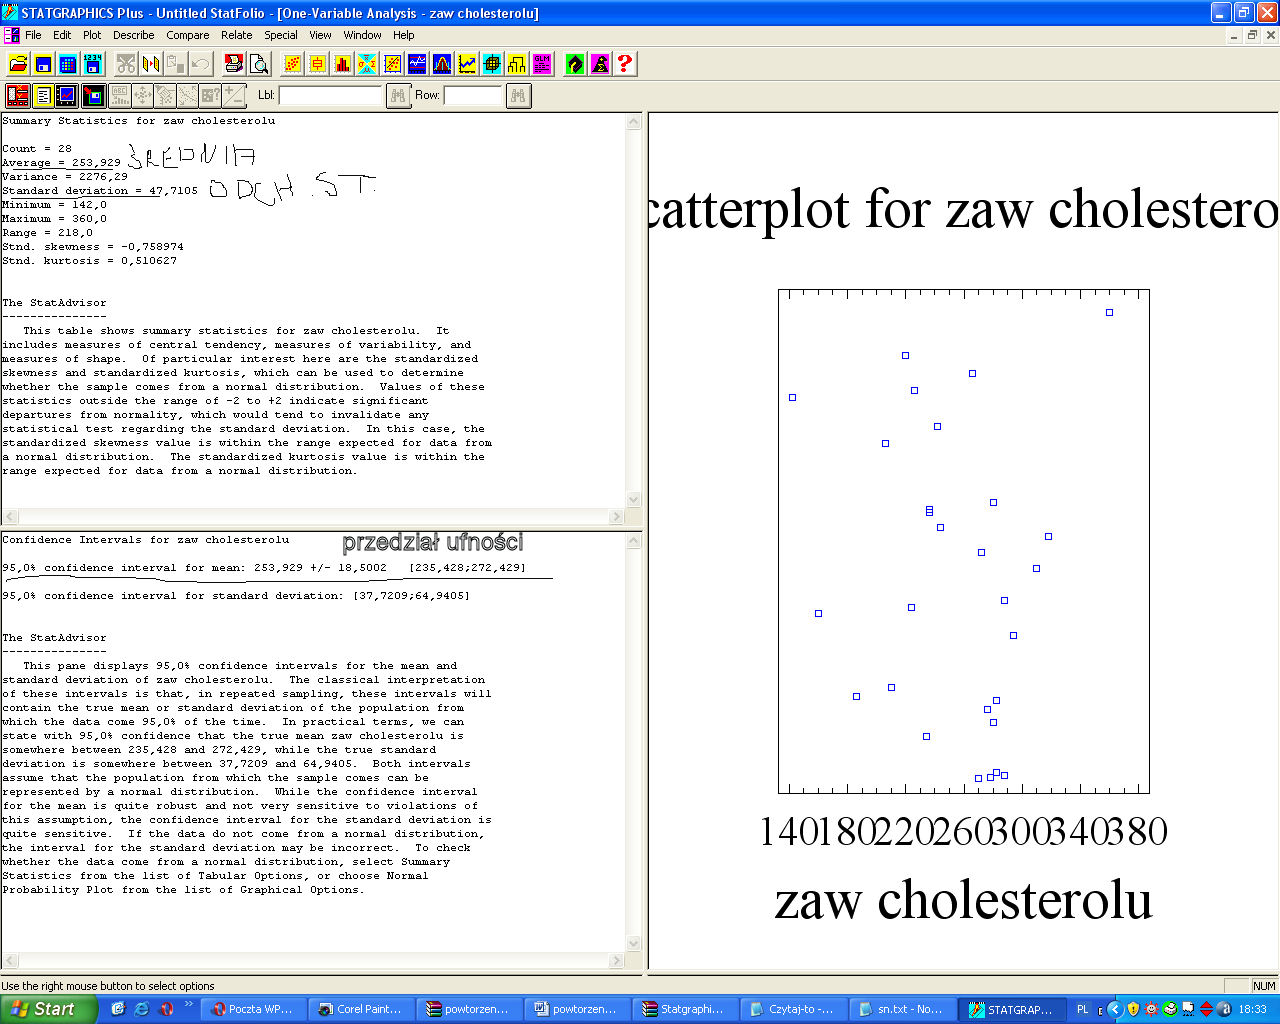 STATGRAPHICS Plus - Untitled StatFolio - [One-Variable Analysis - zaw cholesterolu]
File Edit Plot Describe Compare Relate Special View Window Help
1234
GLM
ABC Lbl: Row:
Summary Statistics for zaw cholesterolu
Count = 28
Average = 253,929 ŚREDNIA
Variance = 2276,29
Standard deviation = 47,7105 ODCH ST.
Minimum = 142,0
Maximum = 360,0
Range = 218,0
Stnd. skewness = -0,758974
Stnd. kurtosis = 0,510627
The StatAdvisor
---------------
This table shows summary statistics for zaw cholesterolu. It
includes measures of central tendency, measures of variability, and
measures of shape. Of particular interest here are the standardized
skewness and standardized kurtosis, which can be used to determine
whether the sample comes from a normal distribution. Values of these
statistics outside the range of -2 to +2 indicate significant
departures from normality, which would tend to invalidate any
statistical test regarding the standard deviation. In this case, the
standardized skewness value is within the range expected for data from
a normal distribution. The standardized kurtosis value is within the
range expected for data from a normal distribution.
Confidence Intervals for zaw cholesterolu
przedział ufności
95,0% confidence interval for mean: 253,929 +/- 18,5002 [235,428;272,429]
95,0% confidence interval for standard deviation: [37,7209;64,9405]
The StatAdvisor
---------------
This pane displays 95,0% confidence intervals for the mean and
standard deviation of zaw cholesterolu. The classical interpretation
of these intervals is that, in repeated sampling, these intervals will
contain the true mean or standard deviation of the population from
which the data come 95,0% of the time. In practical terms, we can
state with 95,0% confidence that the true mean zaw cholesterolu is
somewhere between 235,428 and 272,429, while the true standard
deviation is somewhere between 37,7209 and 64,9405. Both intervals
assume that the population from which the sample comes can be
represented by a normal distribution. While the confidence interval
for the mean is quite robust and not very sensitive to violations of
this assumption, the confidence interval for the standard deviation is
quite sensitive. If the data do not come from a normal distribution,
the interval for the standard deviation may be incorrect. To check
whether the data come from a normal distribution, select Summary
Statistics from the list of Tabular Options, or choose Normal
Probability Plot from the list of Graphical Options.
catterplot for zaw cholestero
140 180 220 260 300 340 380
zaw cholesterolu
Use the right mouse button to select options NUM
Start Poczta WP... Corel Paint... powtorzen... powtorzen... Statgraphi... Czytaj-to -... sn.txt - No... STATGRAP... PL 18:33